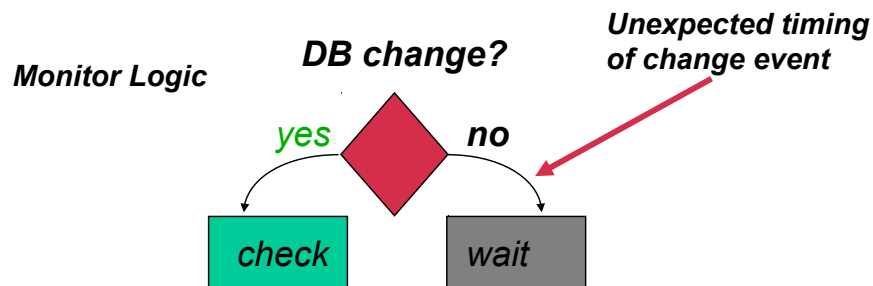 Unexpected timing
of change event
DB change?
Monitor Logic
yes
no
check
wait